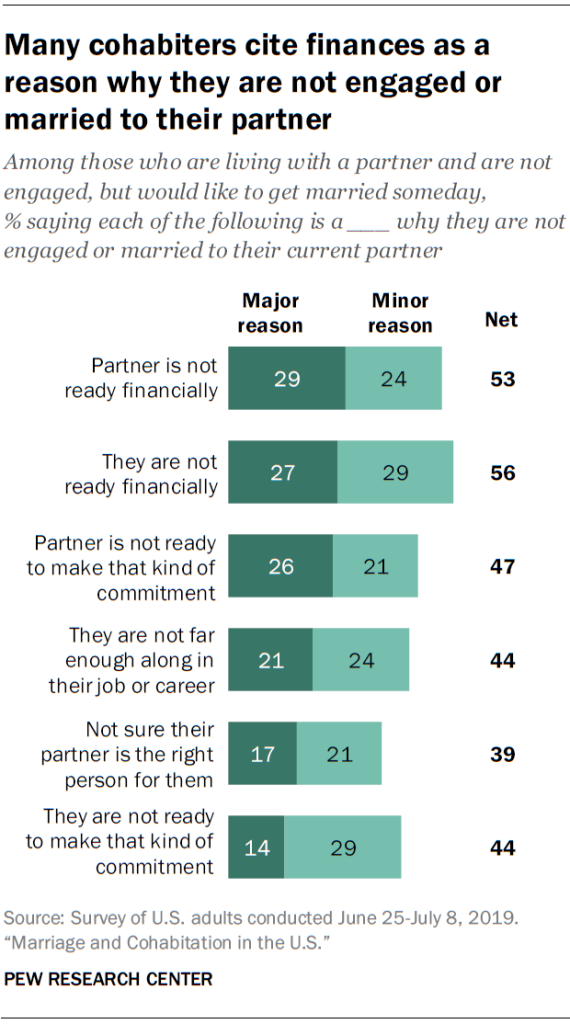 Many cohabiters cite finances as a
reason why they are not engaged or
married to their partner
Among those who are living with a partner and are not
engaged, but would like to get married someday,
% saying each of the following is a ___ why they are not
engaged or married to their current partner
Major
reason
Minor
reason
Net
Partner is not
ready financially
29 24 53
They are not
ready financially
27 29 56
Partner is not ready
to make that kind of
commitment
26 21 47
They are not far
enough along in
their job or career
21 24 44
Not sure their
partner is the right
person for them
17 21 39
They are not ready
to make that kind of
commitment
14 29 44
Source: Survey of U.S. adults conducted June 25-July 8, 2019.
“Marriage and Cohabitation in the U.S.”
PEW RESEARCH CENTER